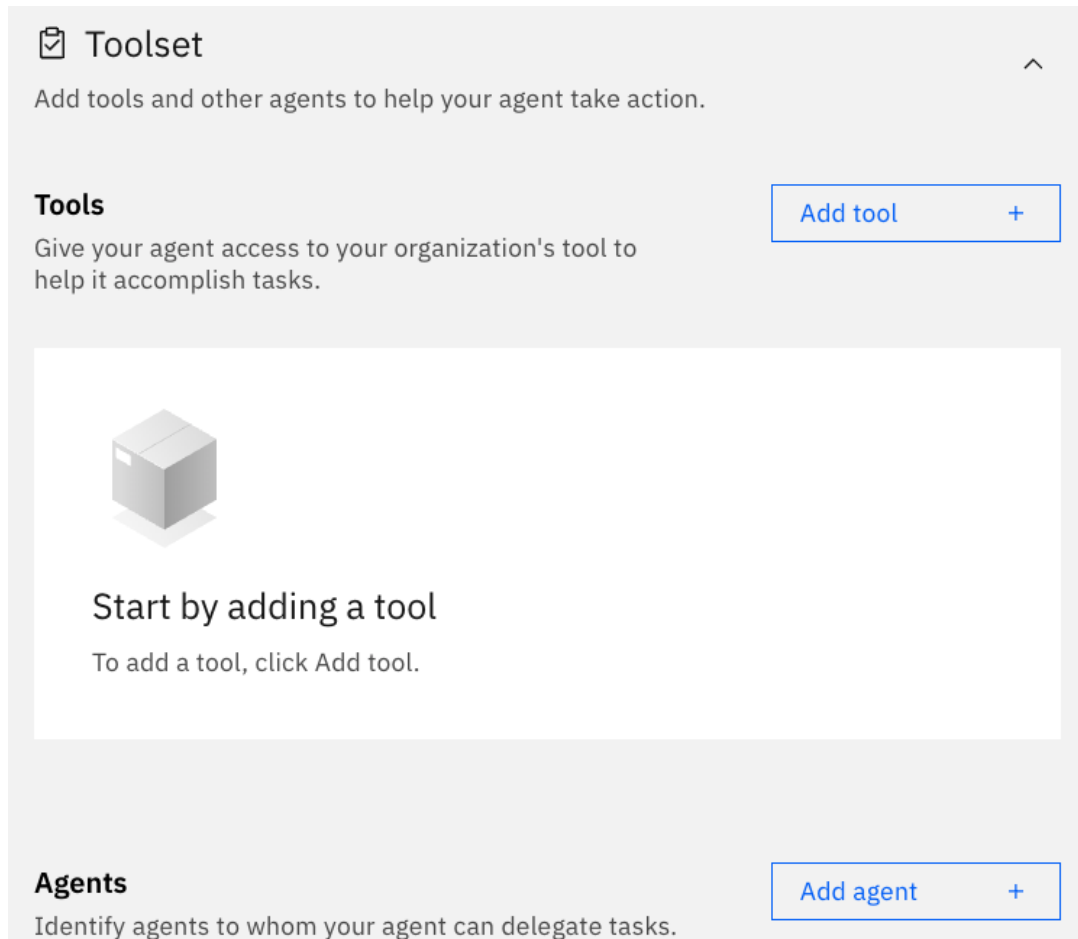 Toolset
Add tools and other agents to help your agent take action.
Tools
Add tool +
Give your agent access to your organization's tool to
help it accomplish tasks.
Start by adding a tool
To add a tool, click Add tool.
Agents
Add agent +
Identify agents to whom your agent can delegate tasks.